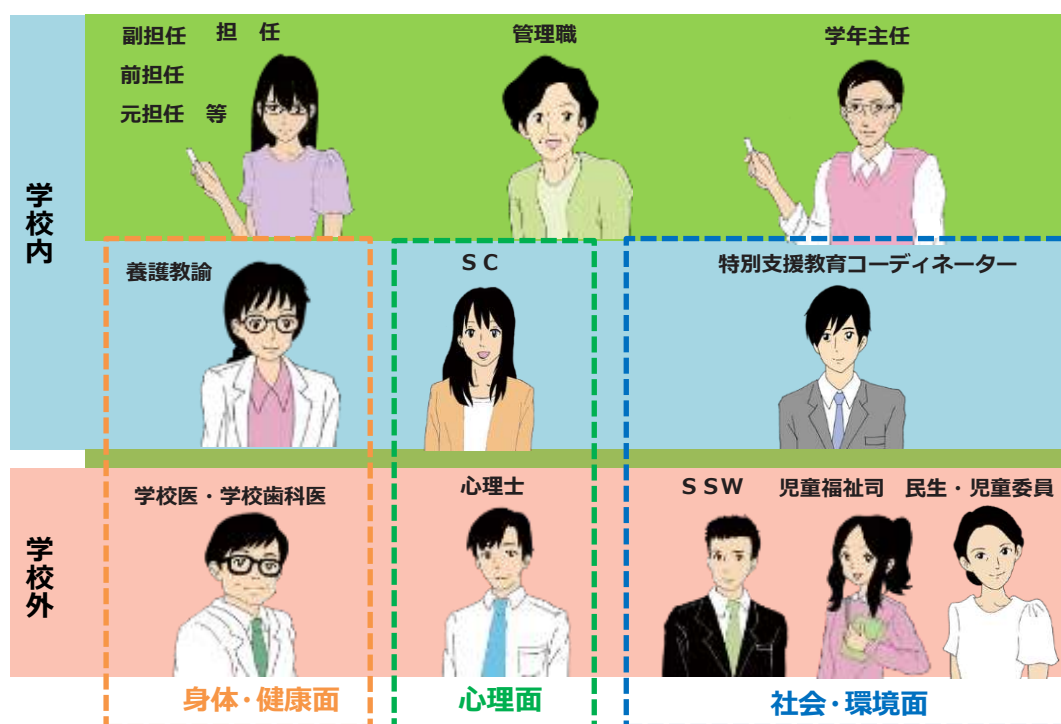 副担任 担 任
前担任
元担任 等
管理職
学年主任
学校内
養護教諭
ＳＣ
特別支援教育コーディネーター
学校外
学校医・学校歯科医
心理士
ＳＳＷ
児童福祉司
民生・児童委員
身体・健康面
心理面
社会・環境面